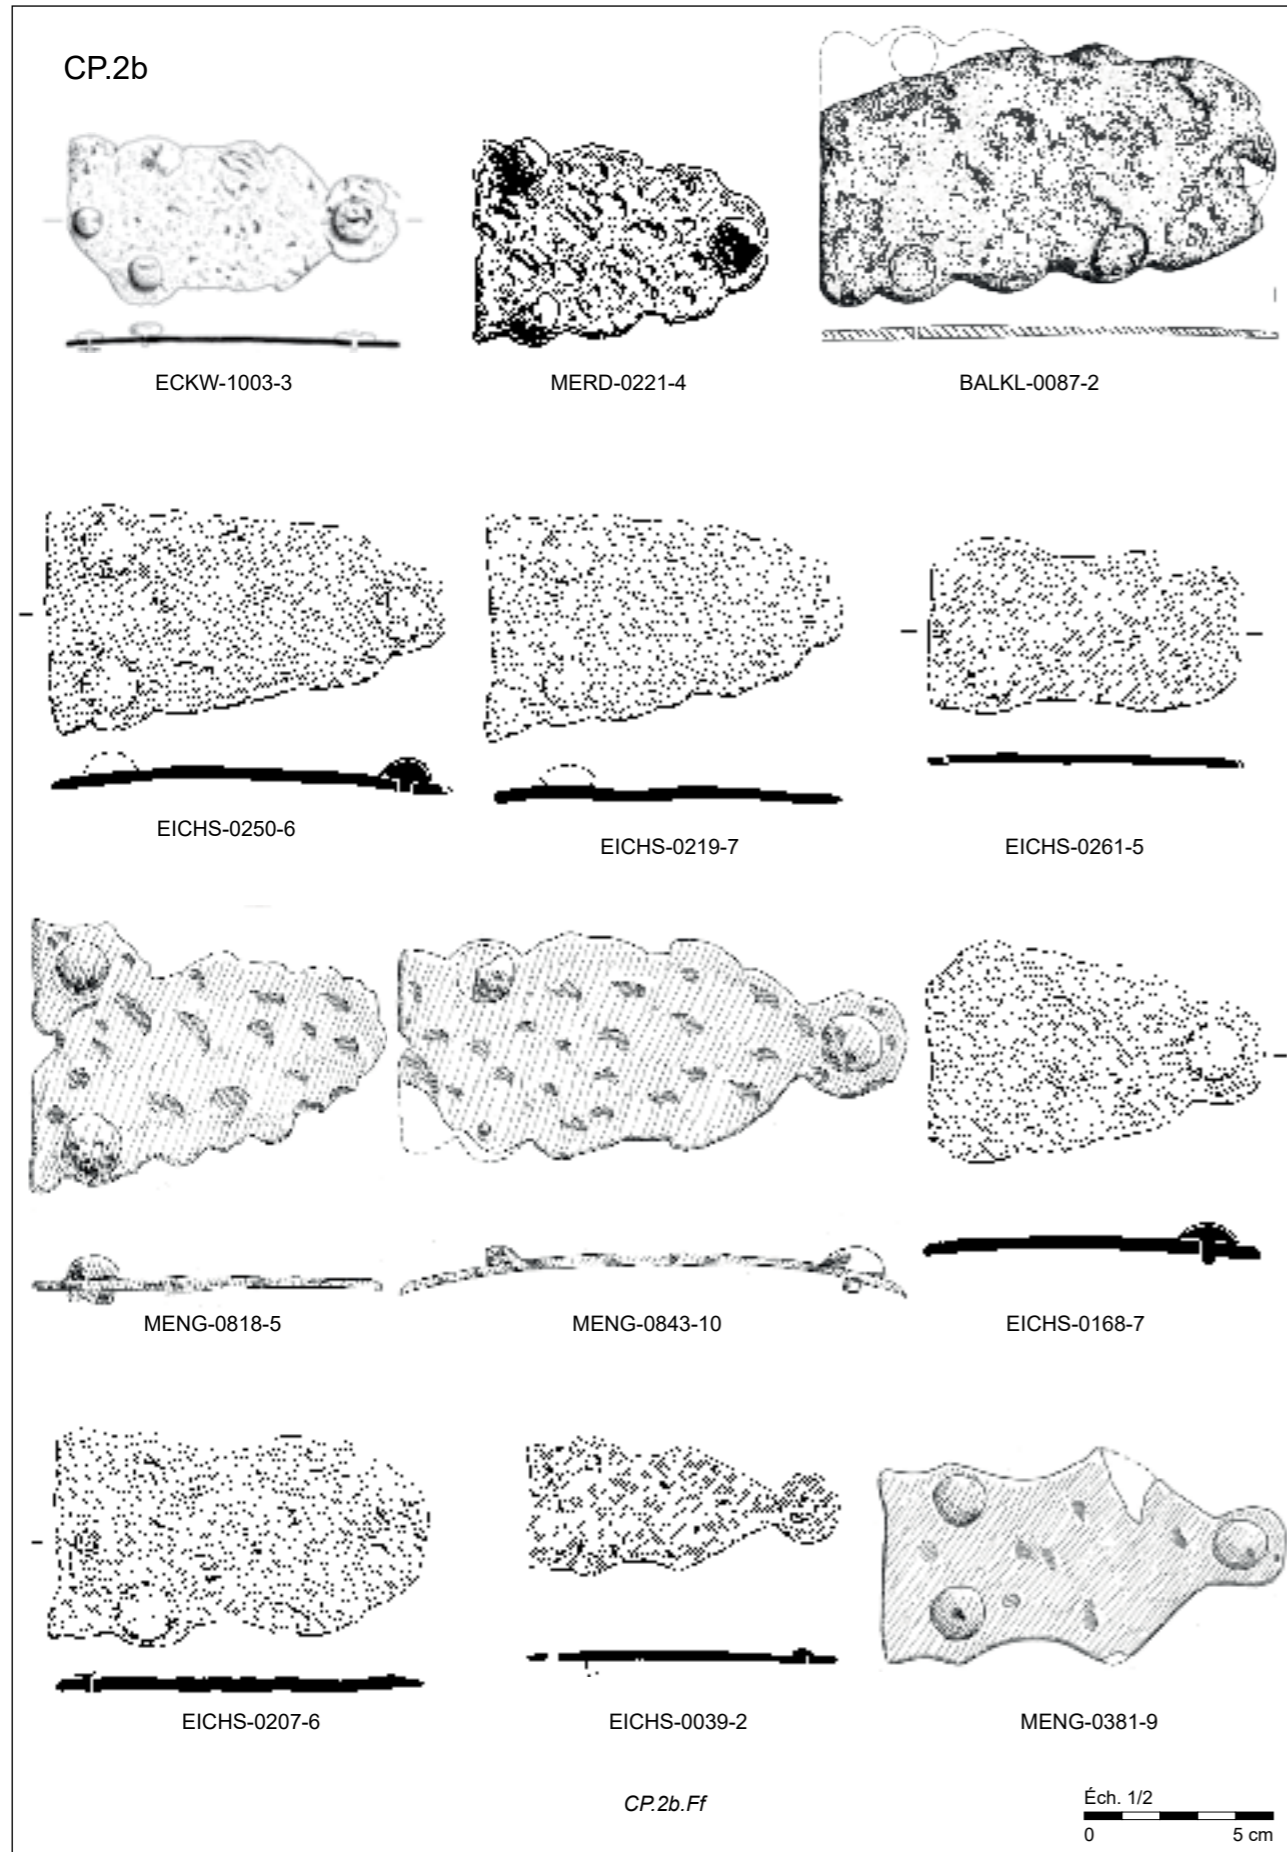 CP.2b
ECKW-1003-3
MERD-0221-4
BALKL-0087-2
EICHS-0250-6
EICHS-0219-7
EICHS-0261-5
MENG-0818-5
MENG-0843-10
EICHS-0168-7
EICHS-0207-6
EICHS-0039-2
MENG-0381-9
CP.2b.Ff
Éch. 1/2
0 5 cm